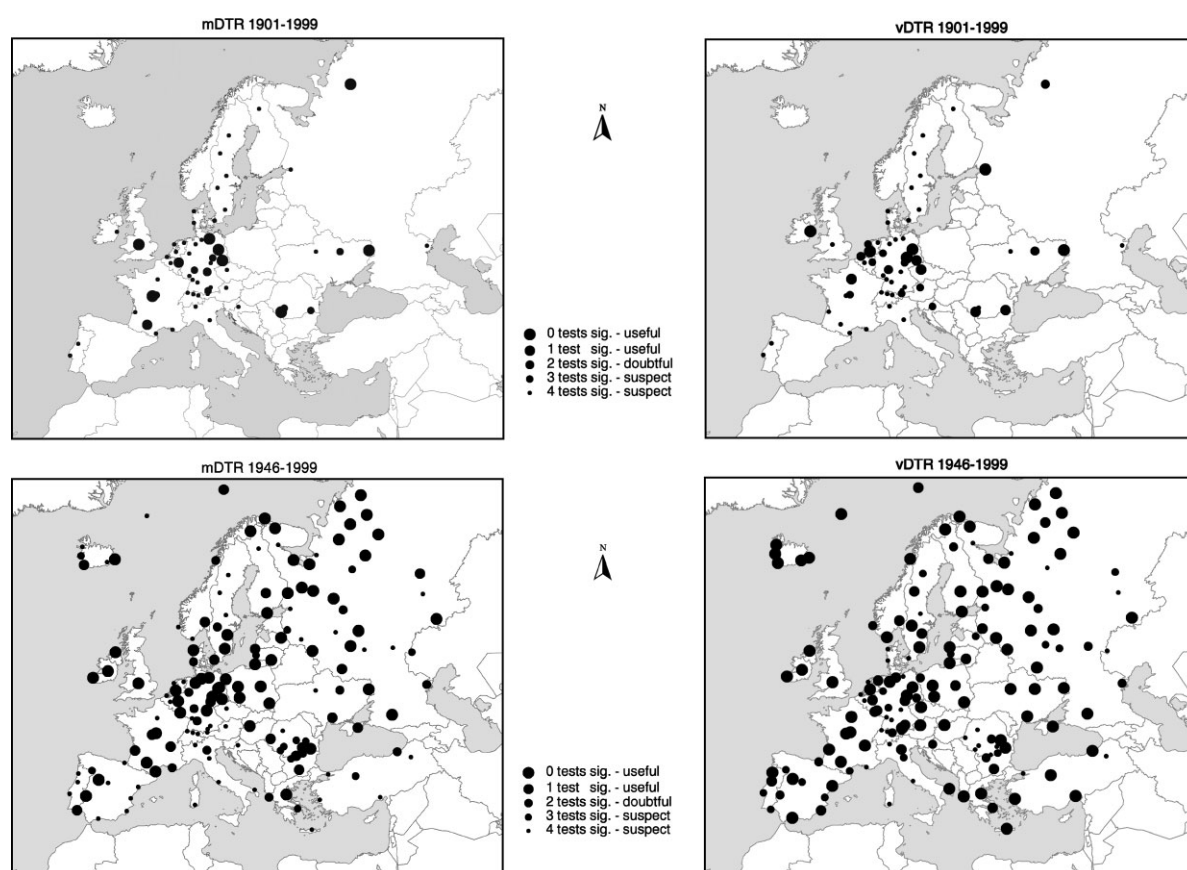 mDTR 1901-1999
vDTR 1901-1999
N
0 tests sig. - useful
1 test sig. - useful
2 tests sig. - doubtful
3 tests sig. - suspect
4 tests sig. - suspect
mDTR 1946-1999
vDTR 1946-1999
N
0 tests sig. - useful
1 test sig. - useful
2 tests sig. - doubtful
3 tests sig. - suspect
4 tests sig. - suspect